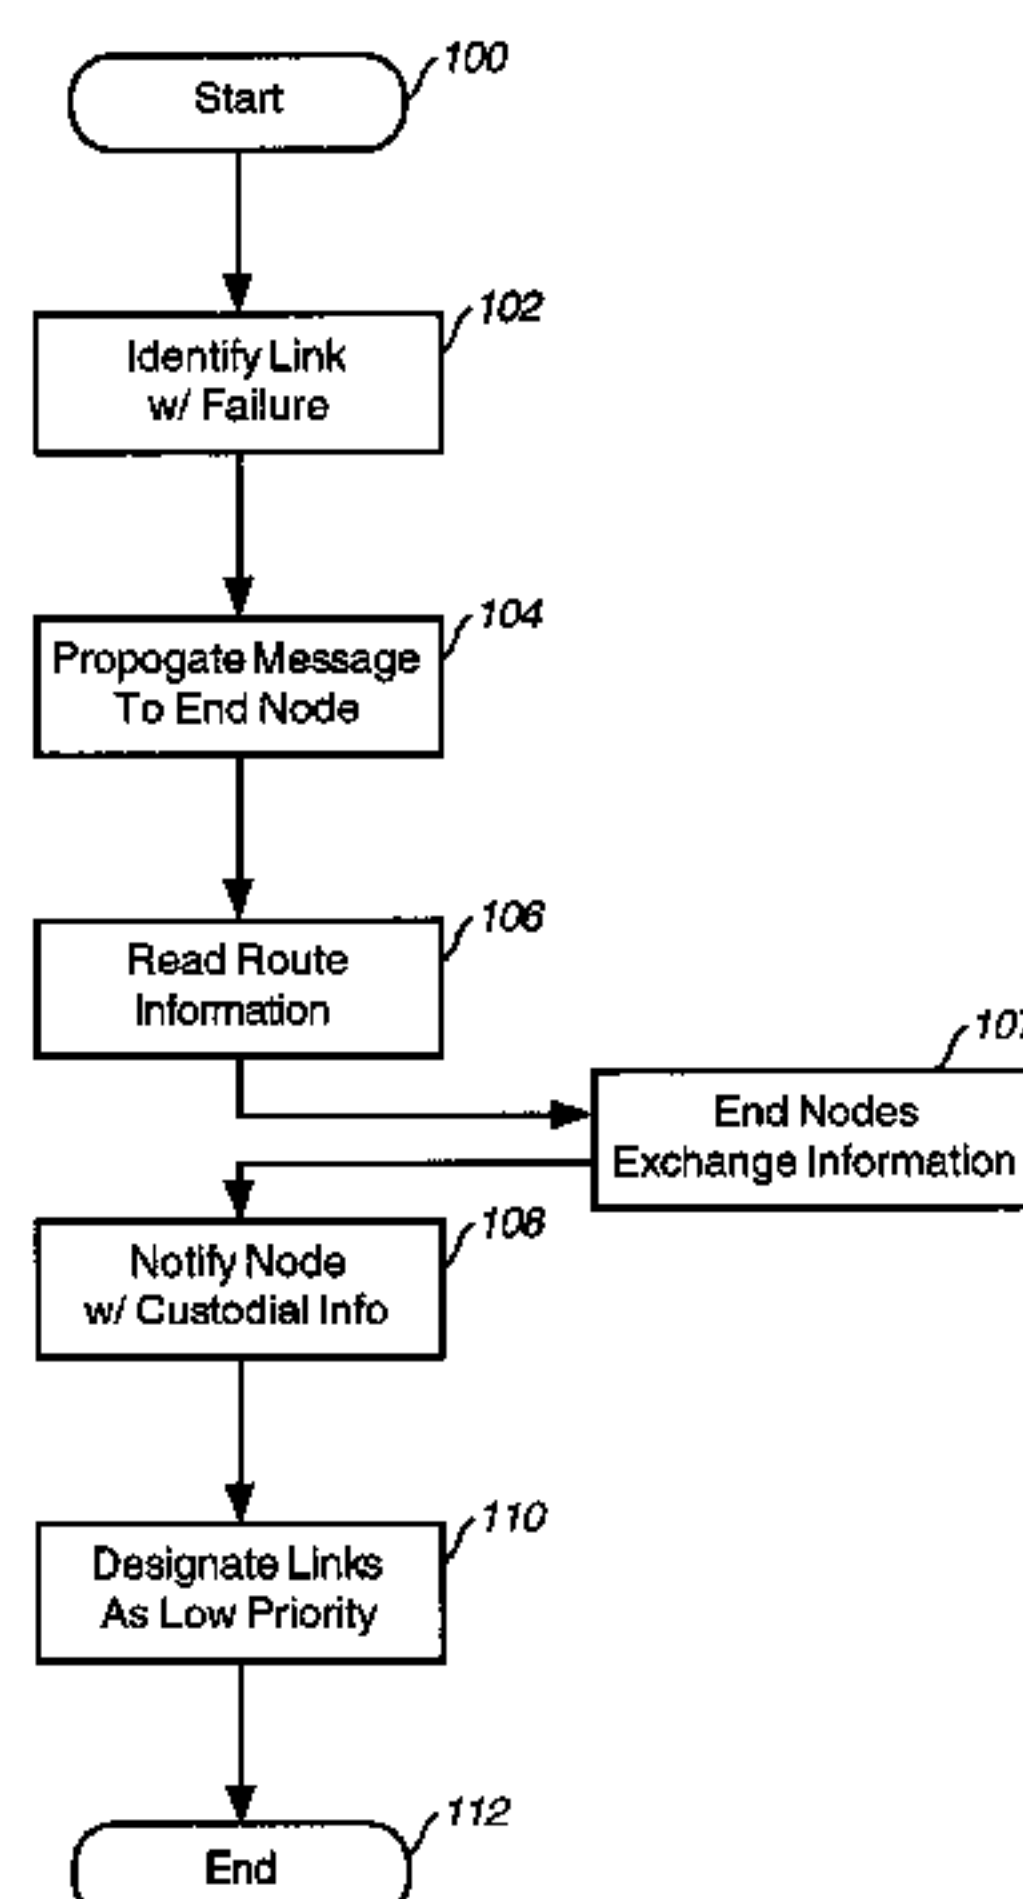 Start
100
Identify Link
w/ Failure
102
Propogate Message
To End Node
104
Read Route
Information
106
End Nodes
Exchange Information
107
Notify Node
w/ Custodial Info
108
Designate Links
As Low Priority
110
End
112